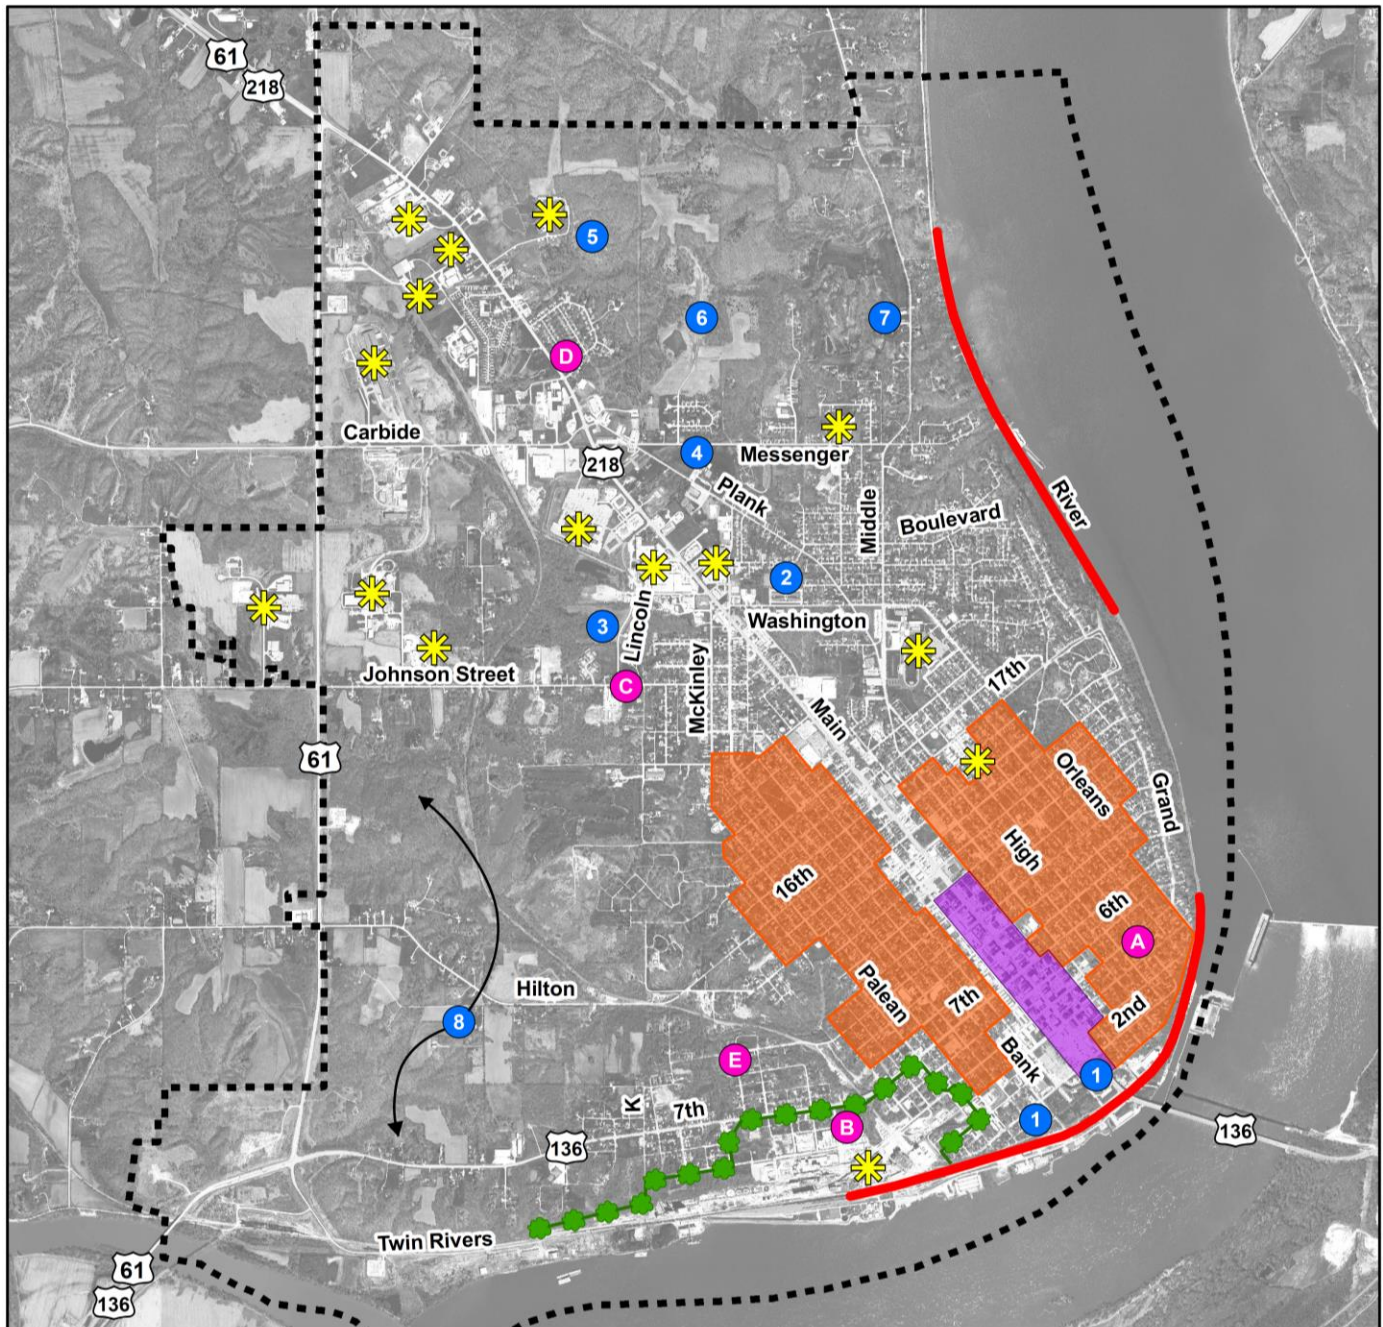 61
218
5
6
7
D
Carbide
4
Messenger
218
Plank
Middle
Boulevard
River
2
3
Lincoln
Washington
Johnson Street
C
McKinley
17th
Main
61
Orleans
Grand
High
16th
6th
A
Hilton
Palean
7th
2nd
8
E
Bank
1
K
7th
B
1
136
136
Twin Rivers
61
136